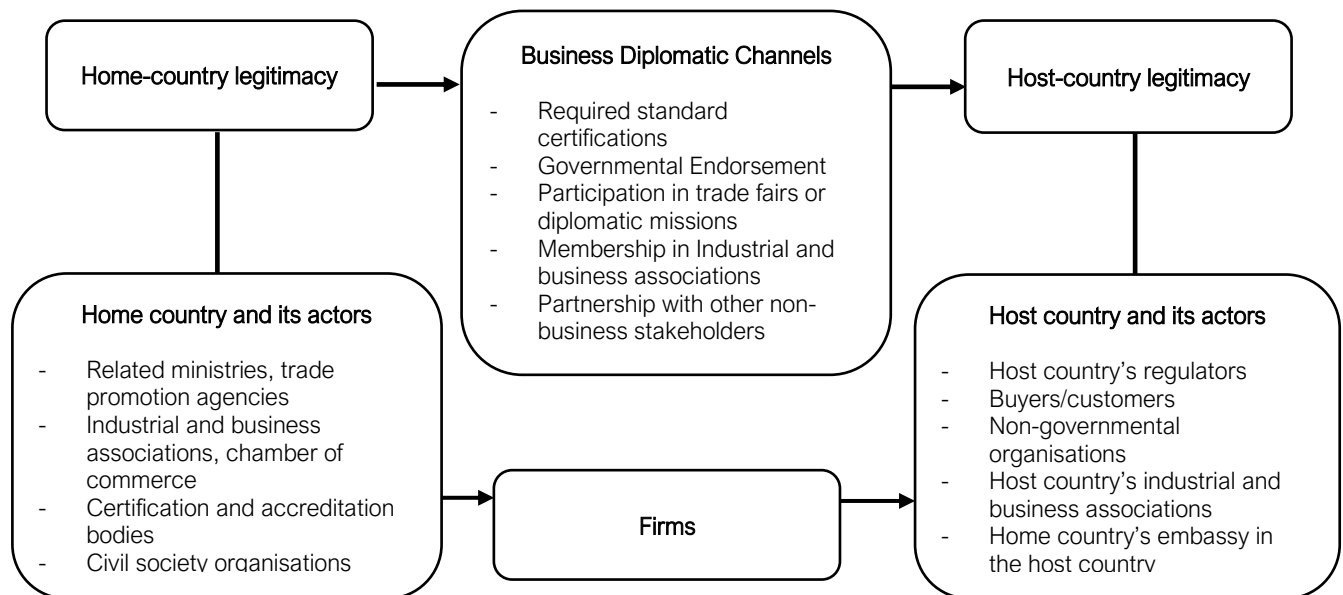 Home-country legitimacy
Business Diplomatic Channels
- Required standard
certifications
- Governmental Endorsement
- Participation in trade fairs or
diplomatic missions
- Membership in Industrial and
business associations
- Partnership with other non-
business stakeholders
Host-country legitimacy
Home country and its actors
- Related ministries, trade
promotion agencies
- Industrial and business
associations, chamber of
commerce
- Certification and accreditation
bodies
- Civil society organisations
Firms
Host country and its actors
- Host country’s regulators
- Buyers/customers
- Non-governmental
organisations
- Host country’s industrial and
business associations
- Home country’s embassy in
the host country